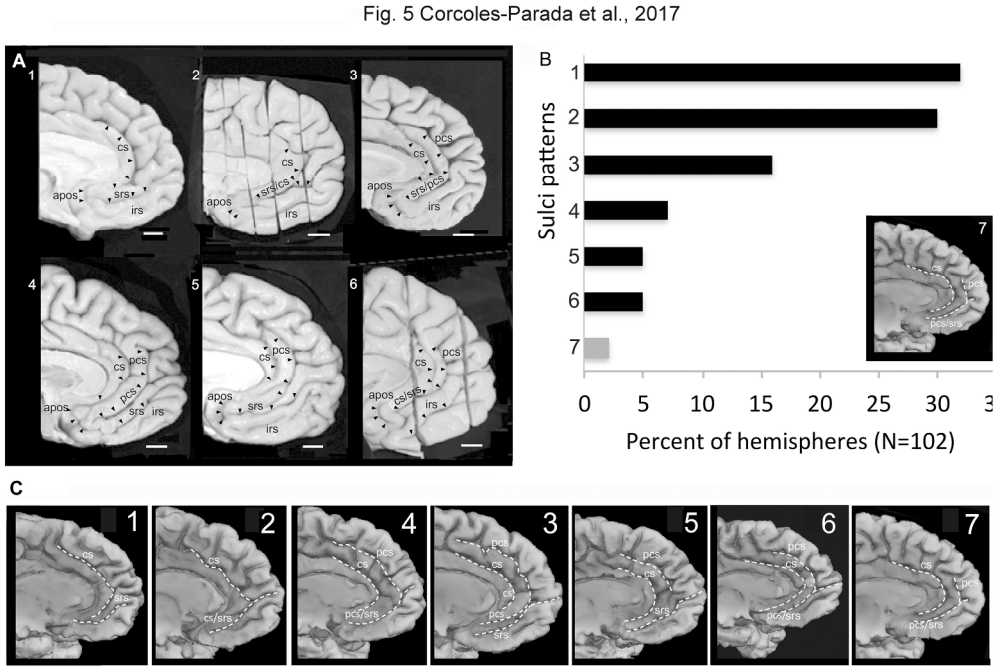 Fig. 5 Corcoles-Parada et al., 2017
A
1
cs
apos
srs
irs
2
cs
srs/cs
apos
irs
3
pcs
cs
srs/pcs
apos
irs
4
pcs
cs
pcs
apos
srs
irs
5
pcs
cs
srs
irs
6
pcs
cs
cs/srs
apos
irs
B
Sulci patterns
1
2
3
4
5
6
7
0 5 10 15 20 25 30 3
Percent of hemispheres (N=102)
7
cs
pcs
pcs/srs
C
1
cs
srs
2
cs
cs/srs
4
pcs
cs
pcs/srs
3
pcs
cs
cs
pcs
srs
5
pcs
cs
srs
6
pcs
cs
pcs/srs
7
cs
pcs
pcs/srs